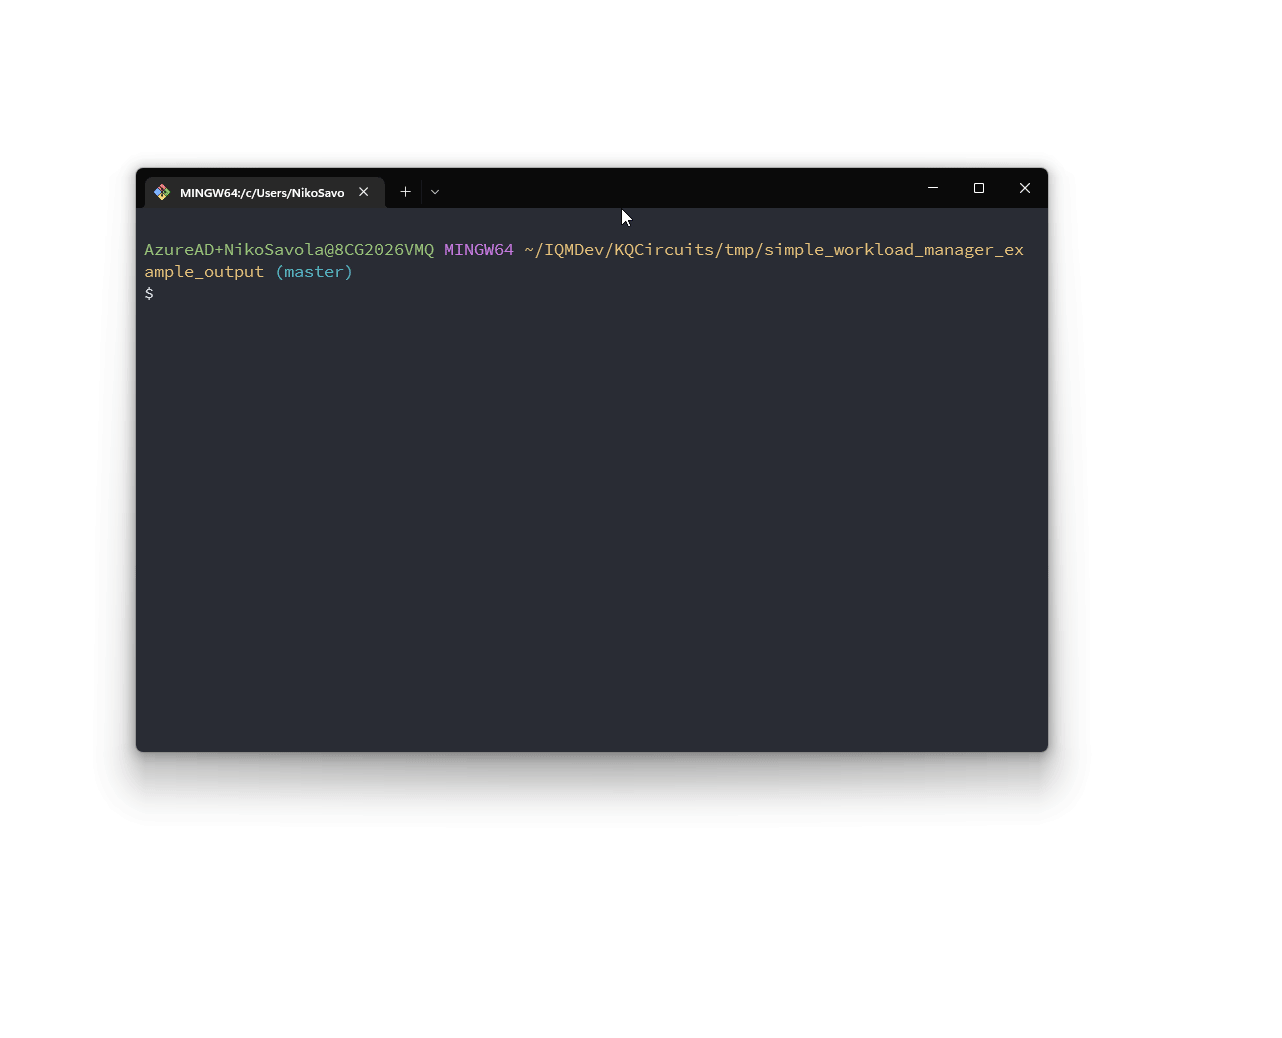 MINGW64:/c/Users/NikoSavo
AzureAD+NikoSavola@8CG2026VMQ MINGW64 ~/IQMDev/KQCircuits/tmp/simple_workload_manager_ex
ample_output (master)
$